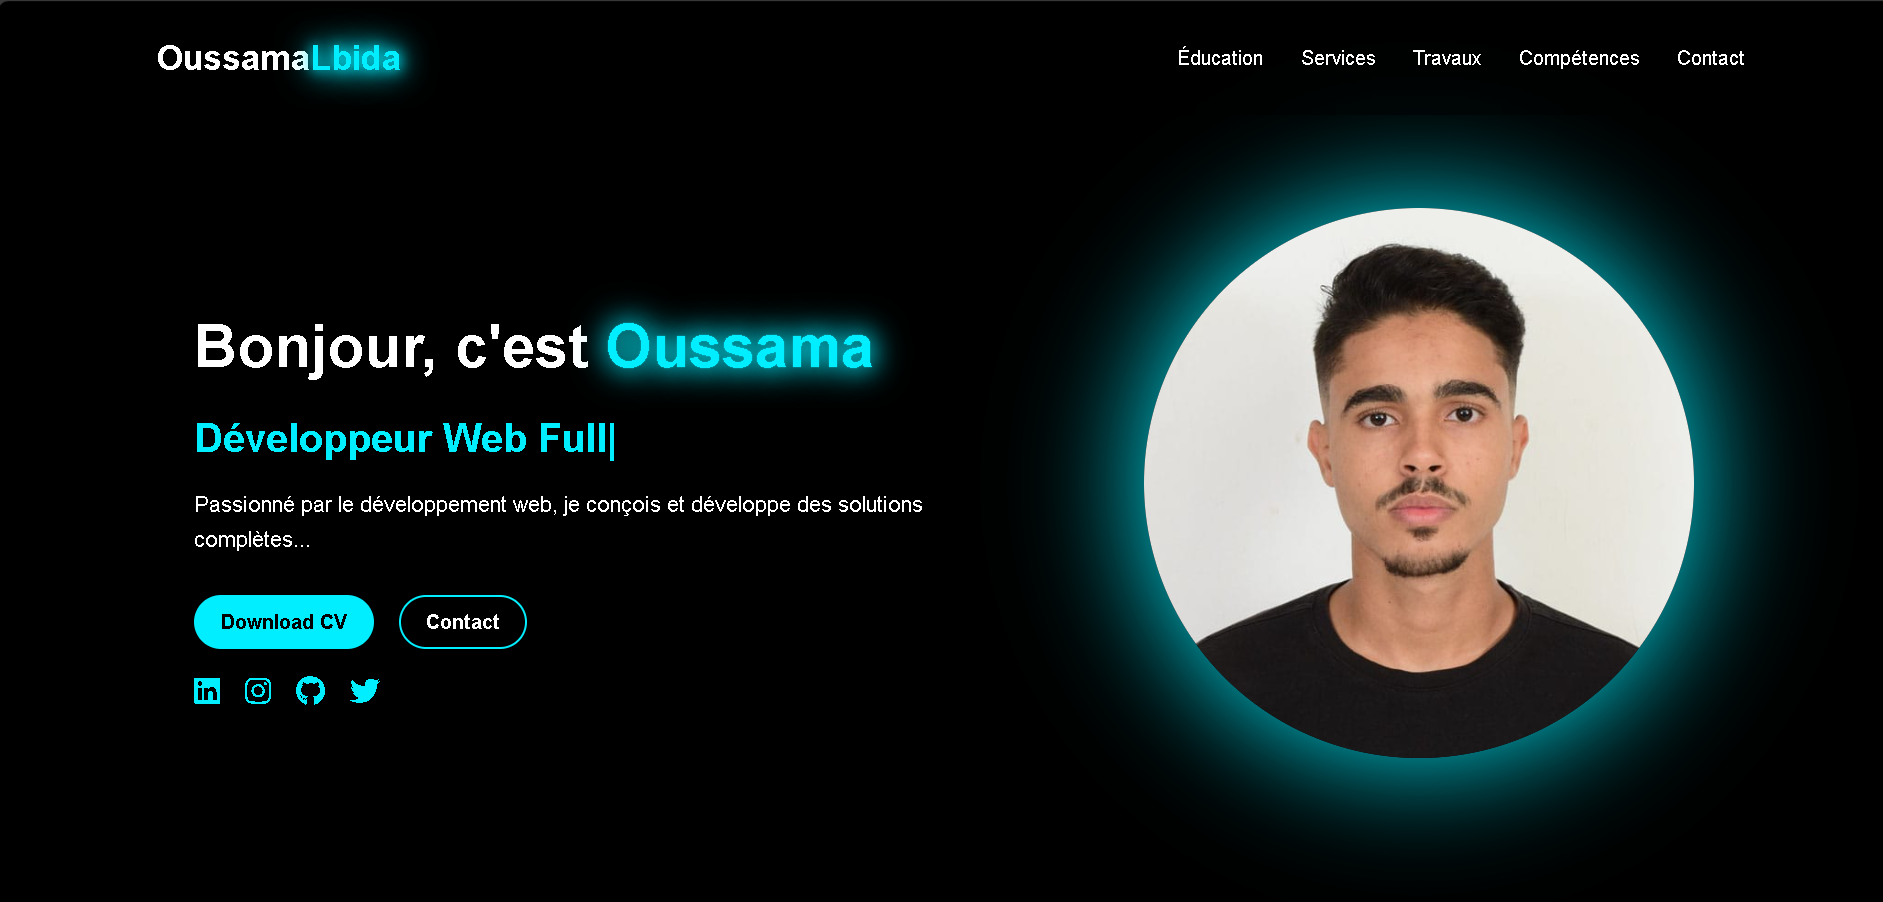 OussamaLbida
Éducation Services Travaux Compétences Contact
Bonjour, c'est Oussama
Développeur Web Full|
Passionné par le développement web, je conçois et développe des solutions
complètes...
Download CV Contact